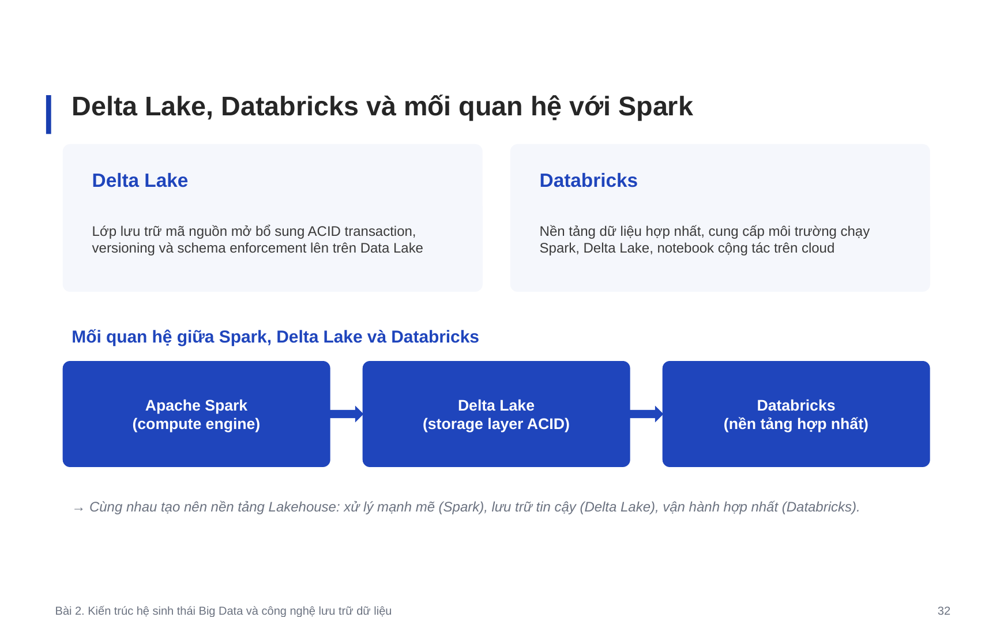 Delta Lake, Databricks và mối quan hệ với Spark
Delta Lake
Lớp lưu trữ mã nguồn mở bổ sung ACID transaction,
versioning và schema enforcement lên trên Data Lake
Databricks
Nền tảng dữ liệu hợp nhất, cung cấp môi trường chạy
Spark, Delta Lake, notebook cộng tác trên cloud
Mối quan hệ giữa Spark, Delta Lake và Databricks
Apache Spark
(compute engine)
Delta Lake
(storage layer ACID)
Databricks
(nền tảng hợp nhất)
→ Cùng nhau tạo nên nền tảng Lakehouse: xử lý mạnh mẽ (Spark), lưu trữ tin cậy (Delta Lake), vận hành hợp nhất (Databricks).
Bài 2. Kiến trúc hệ sinh thái Big Data và công nghệ lưu trữ dữ liệu
32